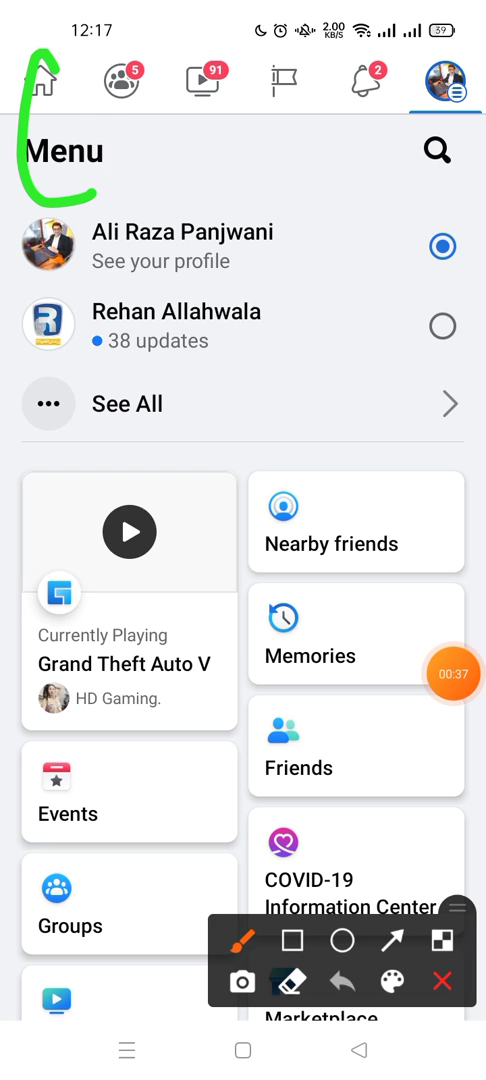 12:17
2.00
KB/S
39
5
91
2
Menu
Ali Raza Panjwani
See your profile
Rehan Allahwala
38 updates
See All
Currently Playing
Grand Theft Auto V
HD Gaming.
Nearby friends
Memories
00:37
Friends
Events
COVID-19
Information Center
Groups
Marketplace